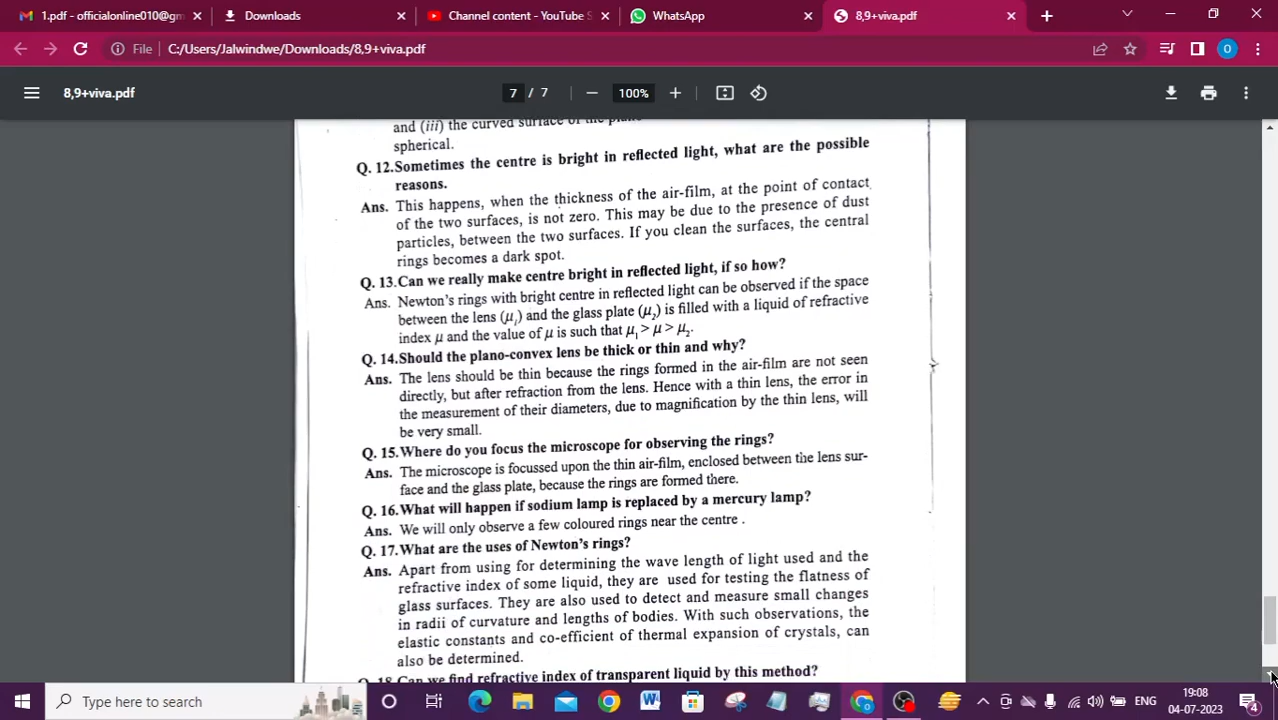 1.pdf - officialonline010@gm
Downloads
Channel content - YouTube S
WhatsApp
8,9+viva.pdf
File
C:/Users/Jalwindwe/Downloads/8,9+viva.pdf
O
8,9+viva.pdf
7 / 7
100%
and (iii) the curved surface of the
spherical.
Q. 12.Sometimes the centre is bright in reflected light, what are the possible
reasons.
Ans. This happens, when the thickness of the air-film, at the point of contact
of the two surfaces, is not zero. This may be due to the presence of dust
particles, between the two surfaces. If you clean the surfaces, the central
rings becomes a dark spot.
Q. 13.Can we really make centre bright in reflected light, if so how?
Ans. Newton's rings with bright centre in reflected light can be observed if the space
between the lens (μ₁) and the glass plate (μ₂) is filled with a liquid of refractive
index μ and the value of μ is such that μ₁ > μ > μ₂.
Q. 14.Should the plano-convex lens be thick or thin and why?
Ans. The lens should be thin because the rings formed in the air-film are not seen
directly, but after refraction from the lens. Hence with a thin lens, the error in
the measurement of their diameters, due to magnification by the thin lens, will
be very small.
Q. 15.Where do you focus the microscope for observing the rings?
Ans. The microscope is focussed upon the thin air-film, enclosed between the lens sur-
face and the glass plate, because the rings are formed there.
Q. 16.What will happen if sodium lamp is replaced by a mercury lamp?
Ans. We will only observe a few coloured rings near the centre .
Q. 17.What are the uses of Newton's rings?
Ans. Apart from using for determining the wave length of light used and the
refractive index of some liquid, they are used for testing the flatness of
glass surfaces. They are also used to detect and measure small changes
in radii of curvature and lengths of bodies. With such observations, the
elastic constants and co-efficient of thermal expansion of crystals, can
also be determined.
Q. 18.Can we find refractive index of transparent liquid by this method?
Type here to search
ENG
19:08
04-07-2023
4